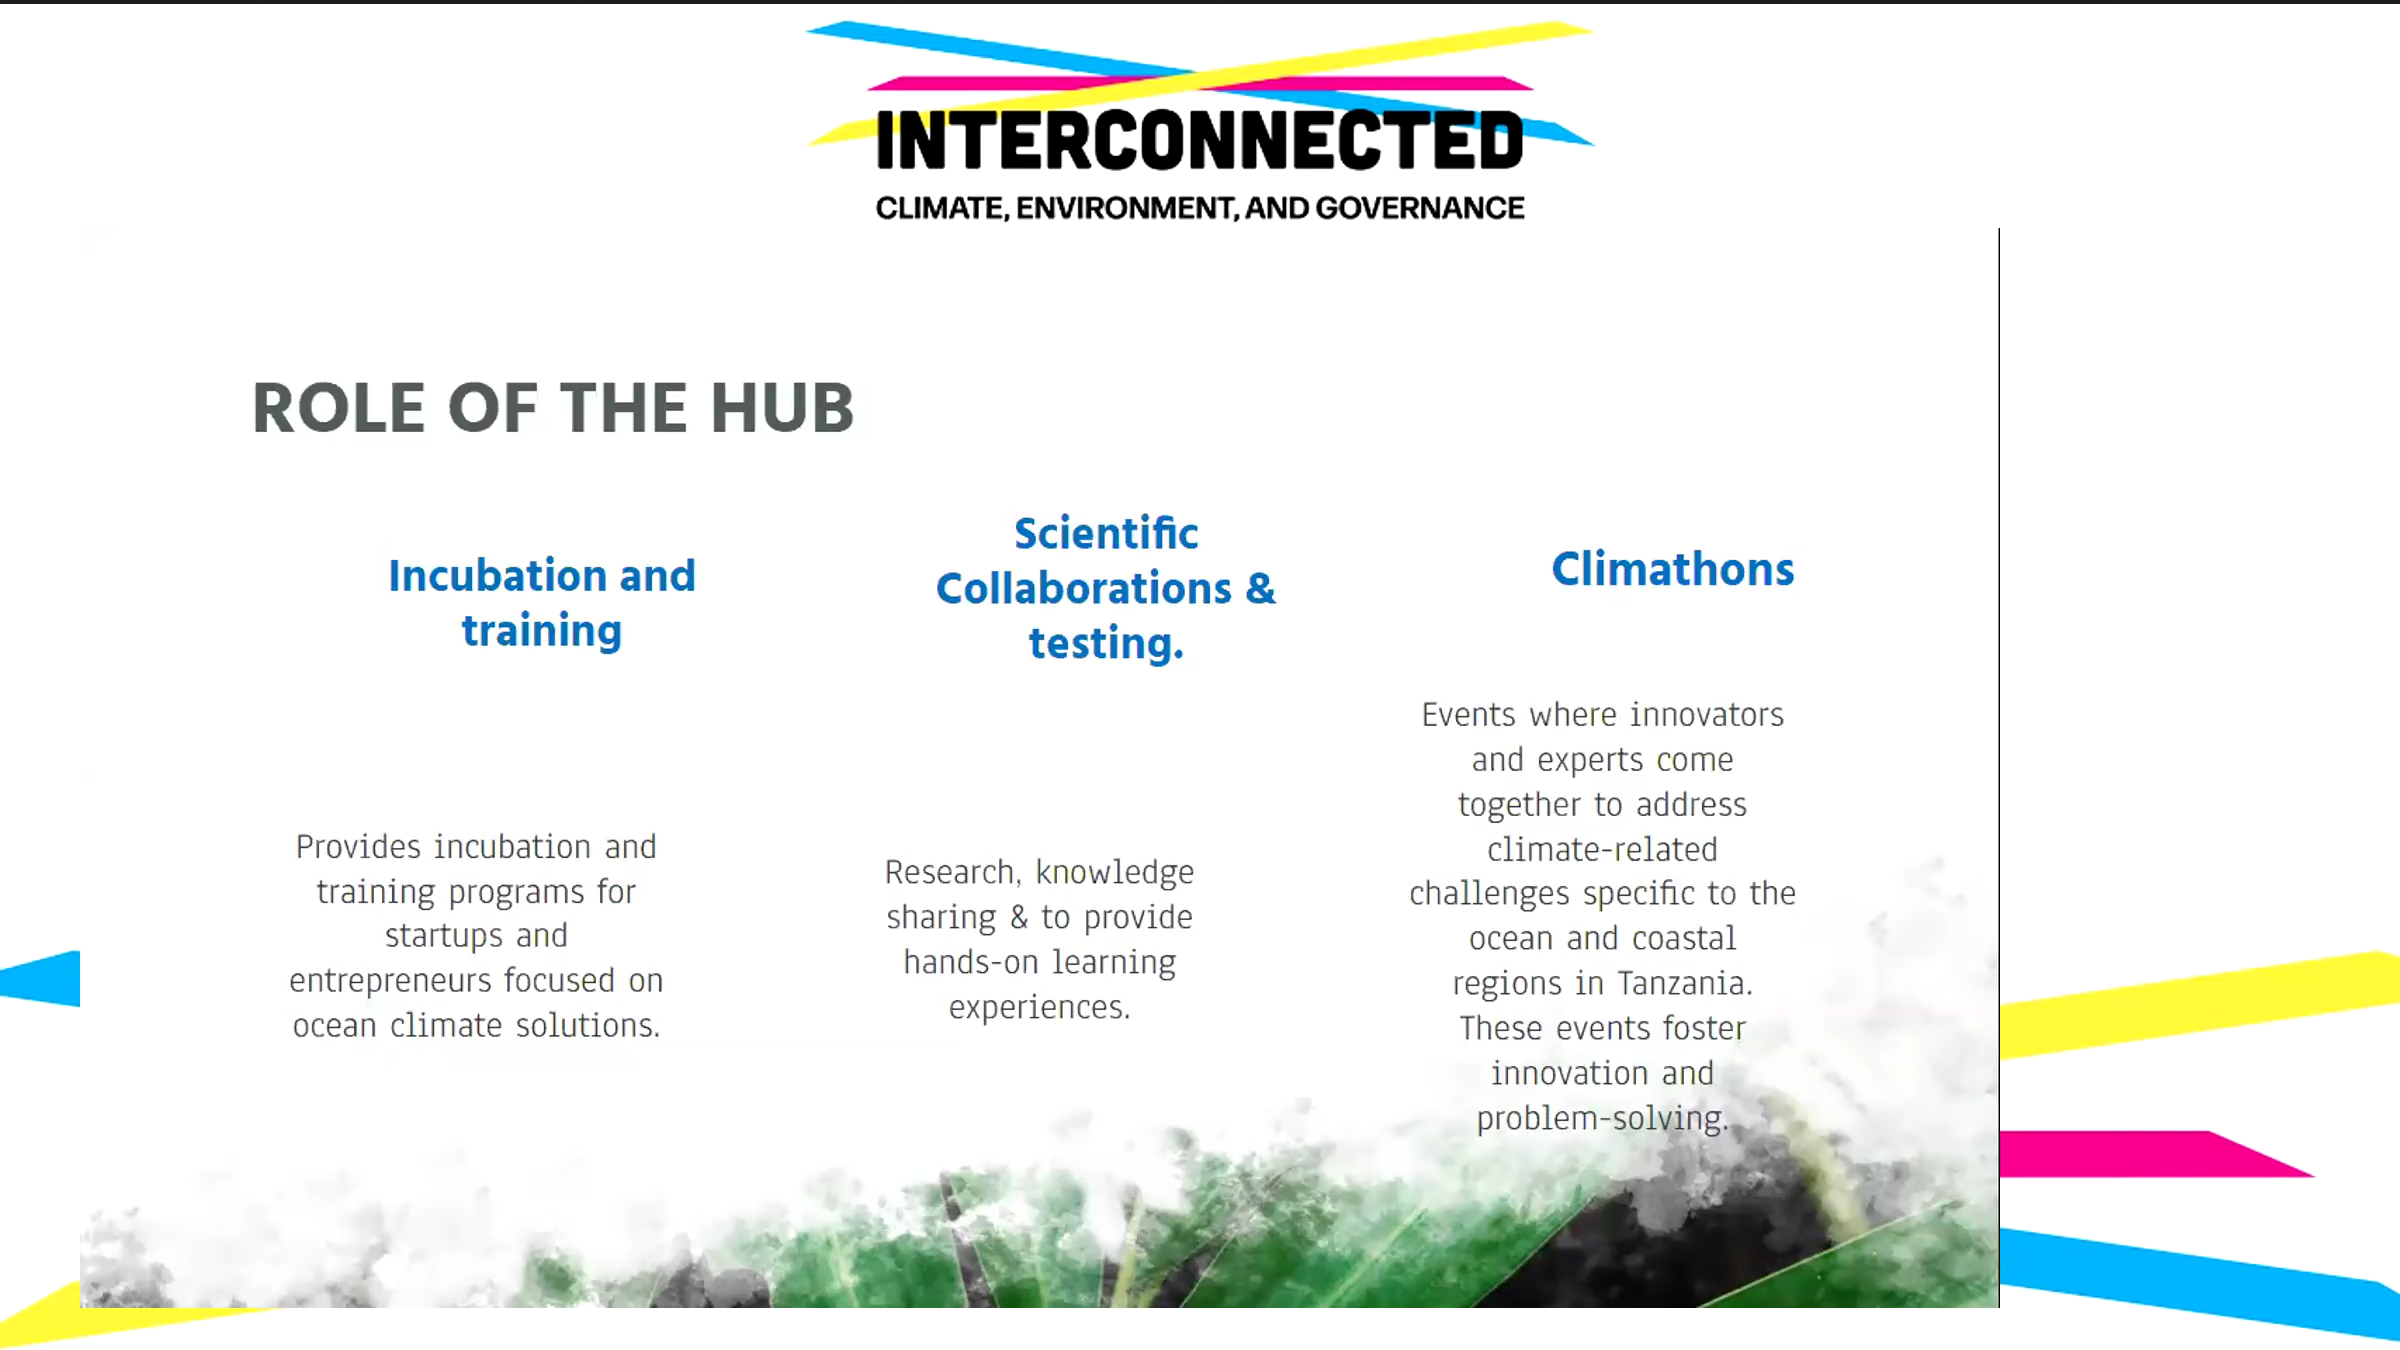 INTERCONNECTED
CLIMATE, ENVIRONMENT, AND GOVERNANCE
ROLE OF THE HUB
Incubation and
training
Provides incubation and
training programs for
startups and
entrepreneurs focused on
ocean climate solutions.
Scientific
Collaborations &
testing.
Research, knowledge
sharing & to provide
hands-on learning
experiences.
Climathons
Events where innovators
and experts come
together to address
climate-related
challenges specific to the
ocean and coastal
regions in Tanzania.
These events foster
innovation and
problem-solving.